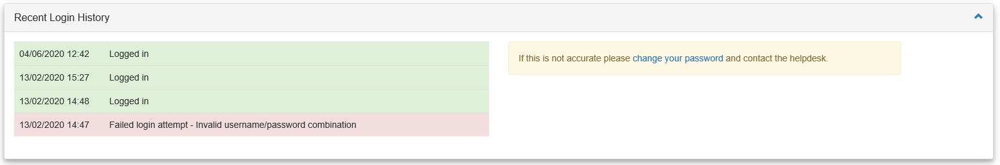 Recent Login History
04/06/2020 12:42 Logged in
13/02/2020 15:27 Logged in
13/02/2020 14:48 Logged in
13/02/2020 14:47 Failed login attempt - Invalid username/password combination
If this is not accurate please change your password and contact the helpdesk.